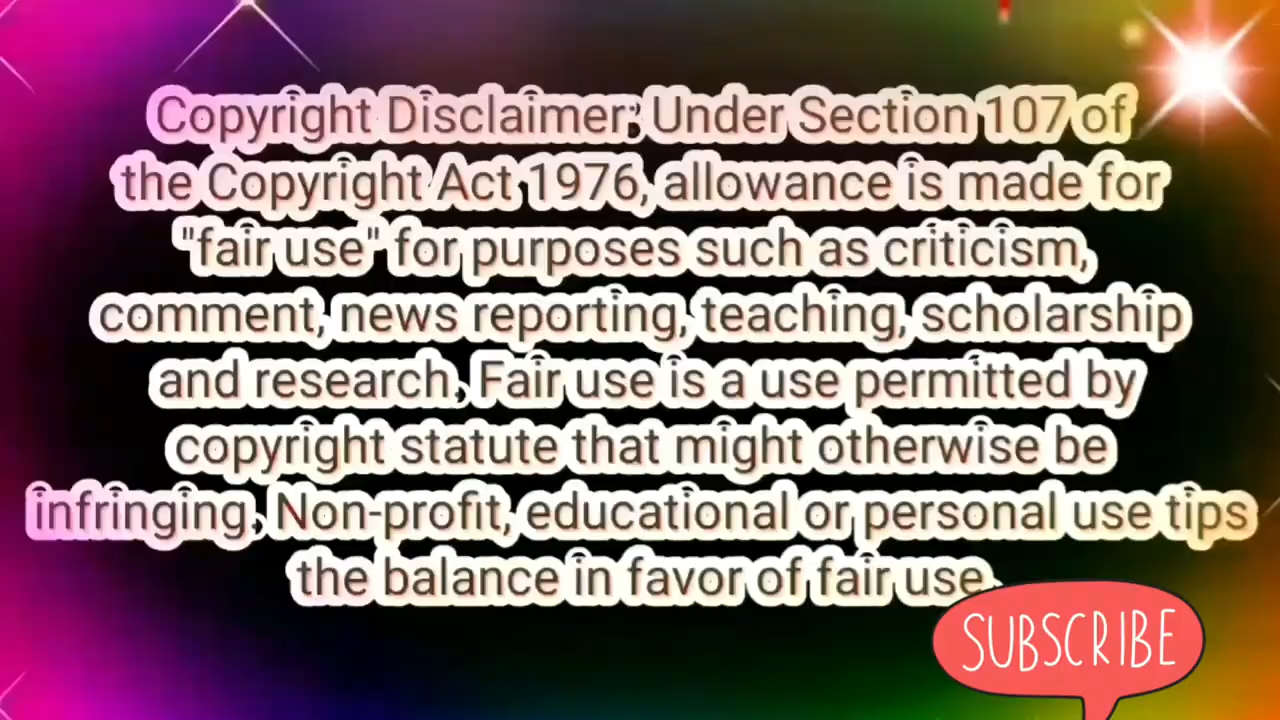 Copyright Disclaimer: Under Section 107 of
the Copyright Act 1976, allowance is made for
"fair use" for purposes such as criticism,
comment, news reporting, teaching, scholarship
and research. Fair use is a use permitted by
copyright statute that might otherwise be
infringing. Non-profit, educational or personal use tips
the balance in favor of fair use.
SUBSCRIBE